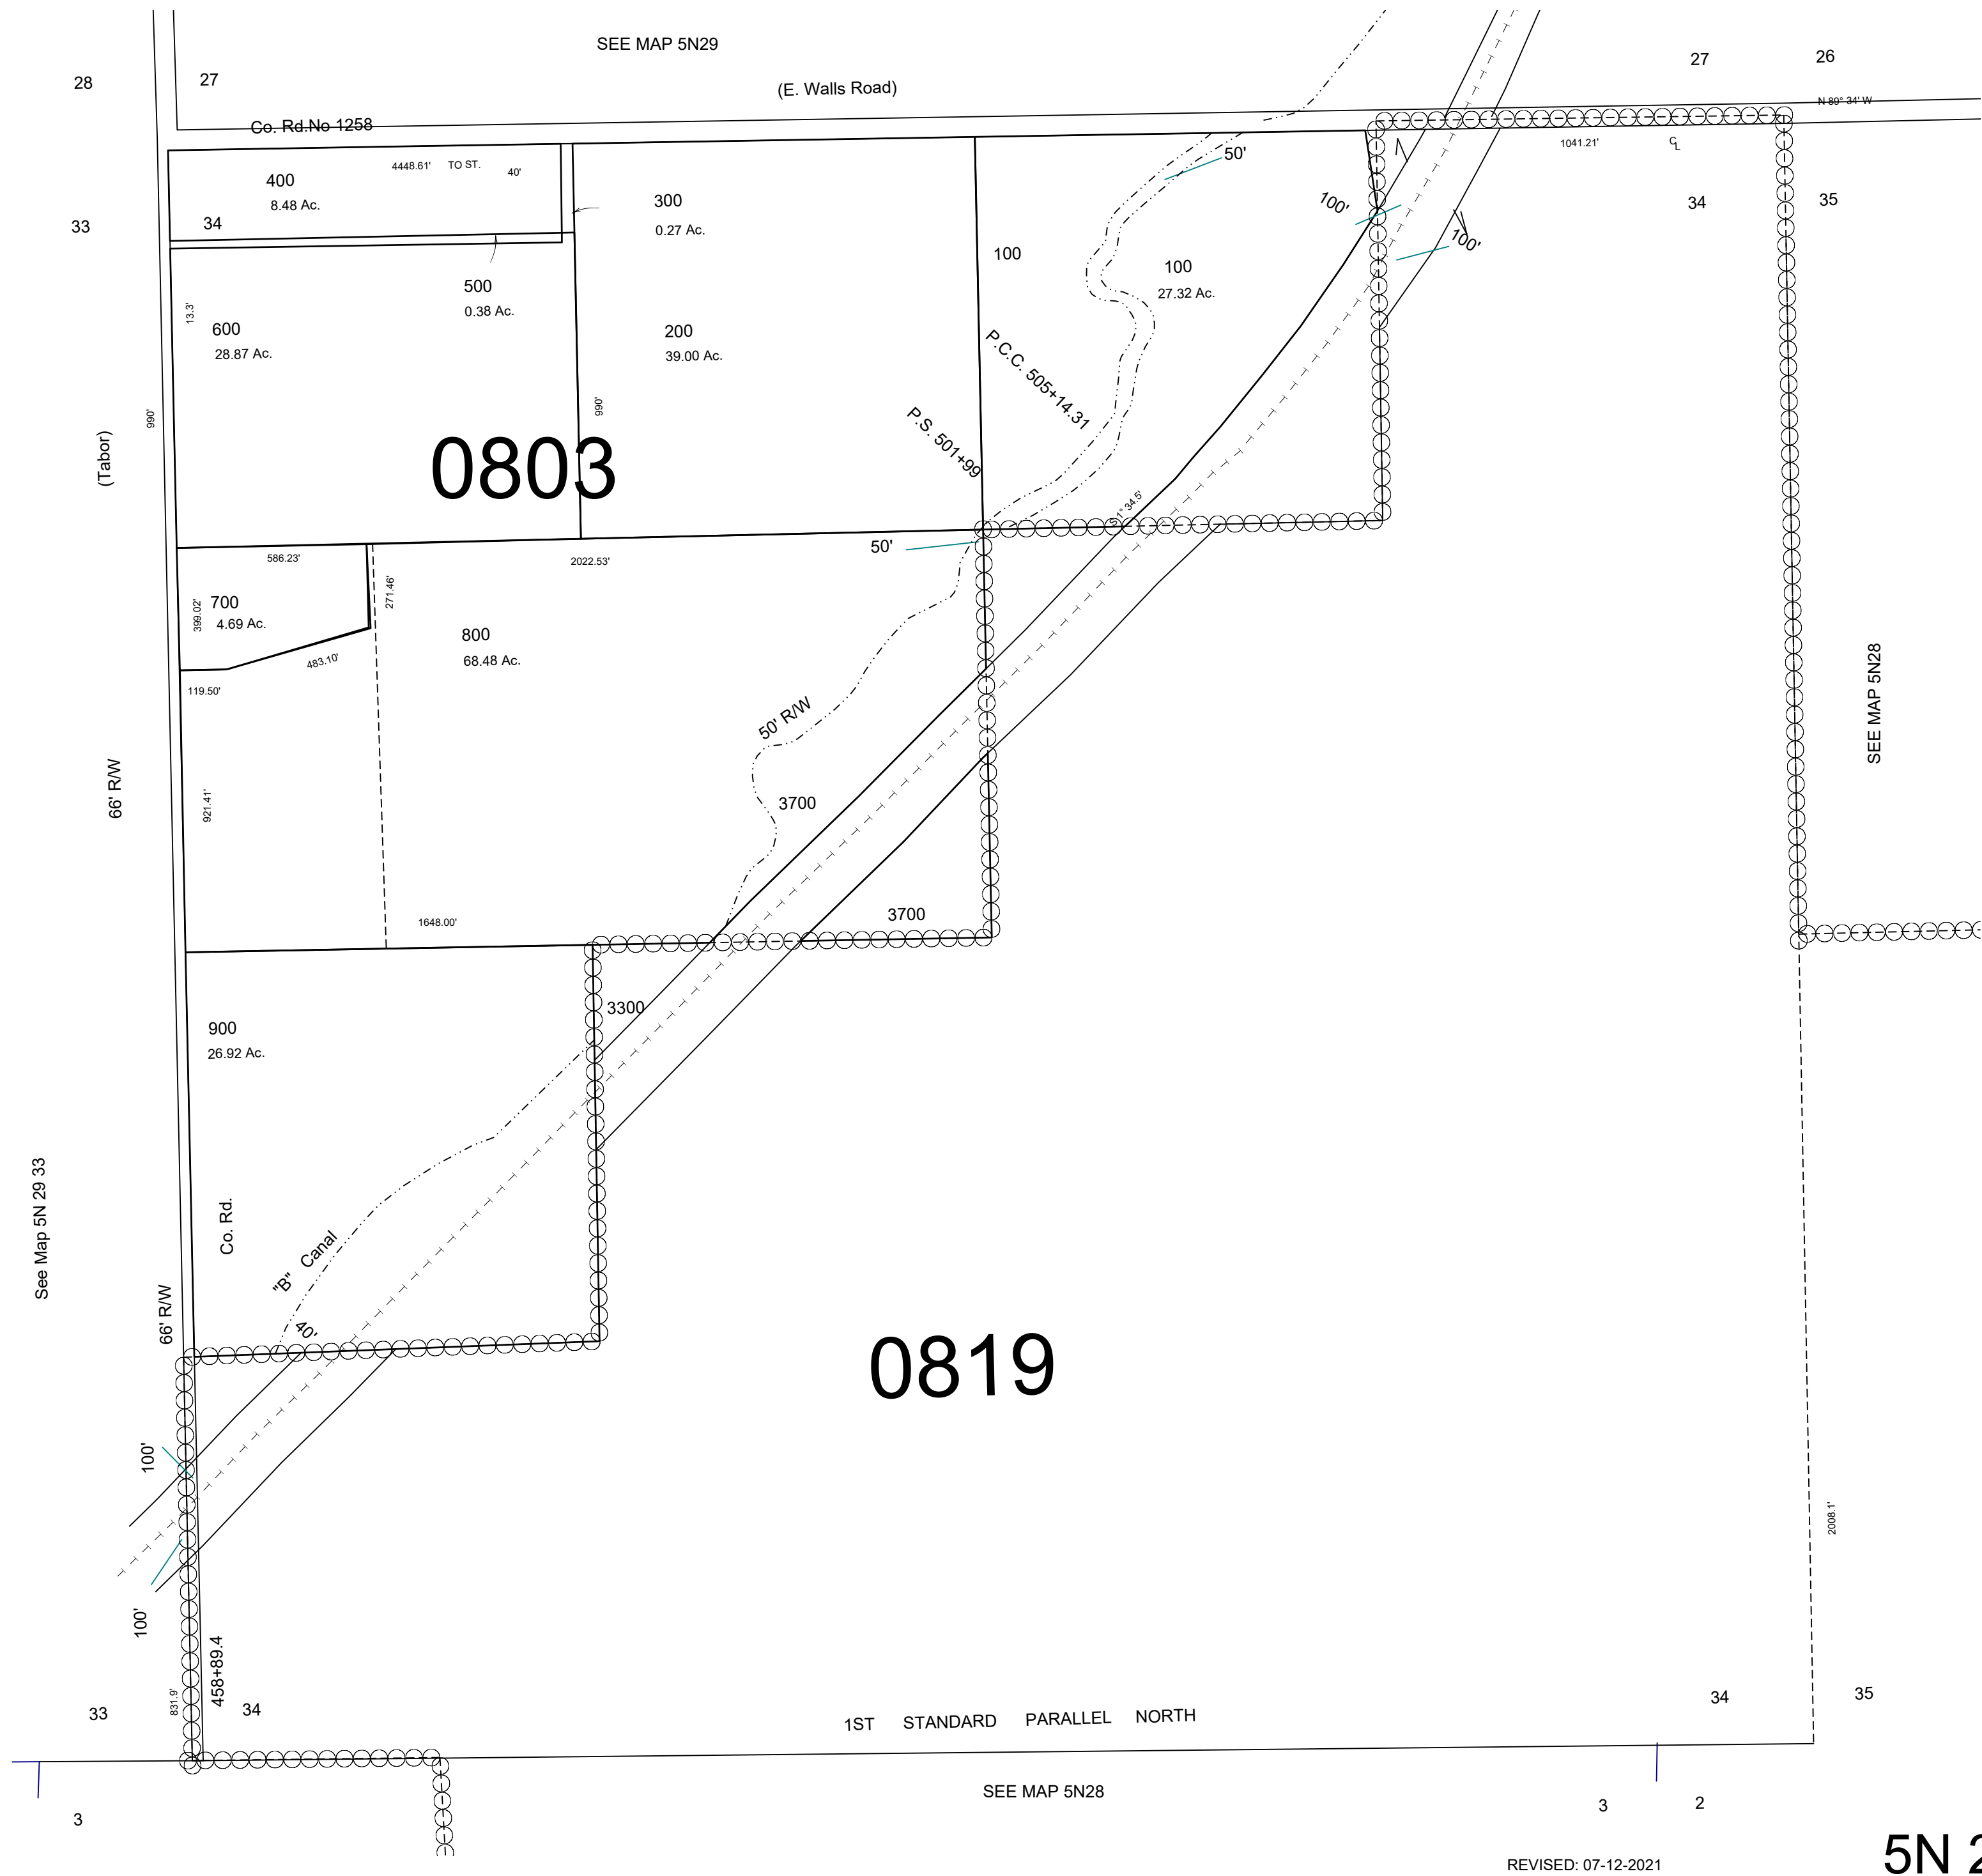 SEE MAP 5N29
28
27
27
26
(E. Walls Road)
N 89° 34' W
Co. Rd.No 1258
4448.61' TO ST.
40'
400
8.48 Ac.
300
0.27 Ac.
50'
1041.21'
33
34
34
35
100'
100'
100
100
27.32 Ac.
500
0.38 Ac.
13.3'
600
28.87 Ac.
200
39.00 Ac.
P.C.C. 505+14.31
P.S. 501+99
990'
990'
(Tabor)
0803
50'
586.23'
2022.53'
271.46'
399.02'
700
4.69 Ac.
800
68.48 Ac.
483.10'
119.50'
SEE MAP 5N28
50' R/W
66' R/W
921.41'
3700
3700
1648.00'
3300
900
26.92 Ac.
See Map 5N 29 33
Co. Rd.
"B" Canal
66' R/W
40'
0819
100'
100'
2008.1'
458+89.4
831.9'
33
34
34
35
1ST STANDARD PARALLEL NORTH
SEE MAP 5N28
3
3
2
REVISED: 07-12-2021
5N